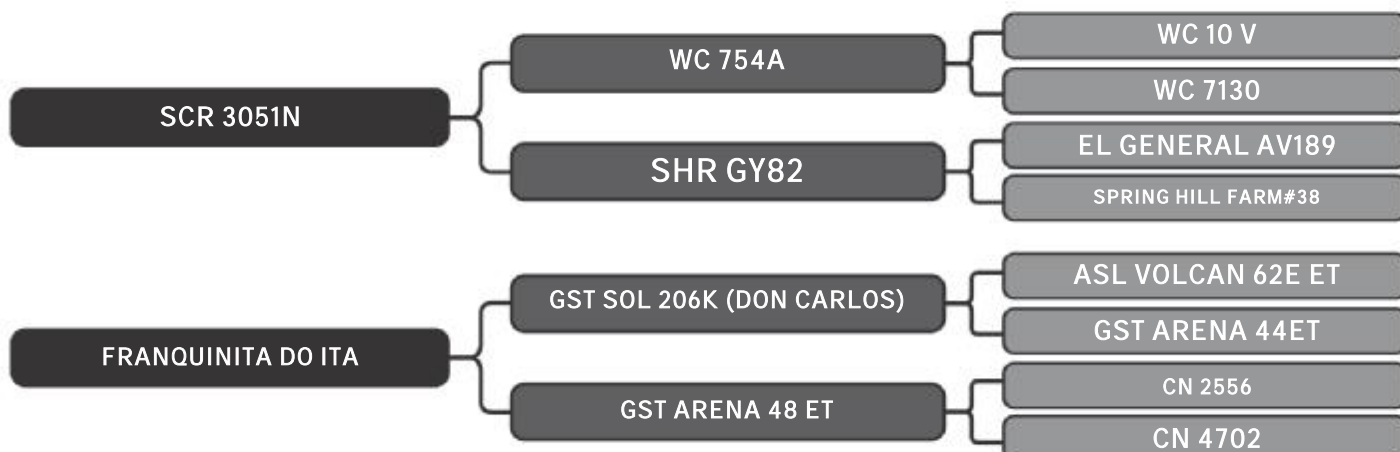 SCR 3051N
WC 754A
WC 10 V
WC 7130
SHR GY82
EL GENERAL AV189
SPRING HILL FARM#38
FRANQUINITA DO ITA
GST SOL 206K (DON CARLOS)
ASL VOLCAN 62E ET
GST ARENA 44ET
GST ARENA 48 ET
CN 2556
CN 4702